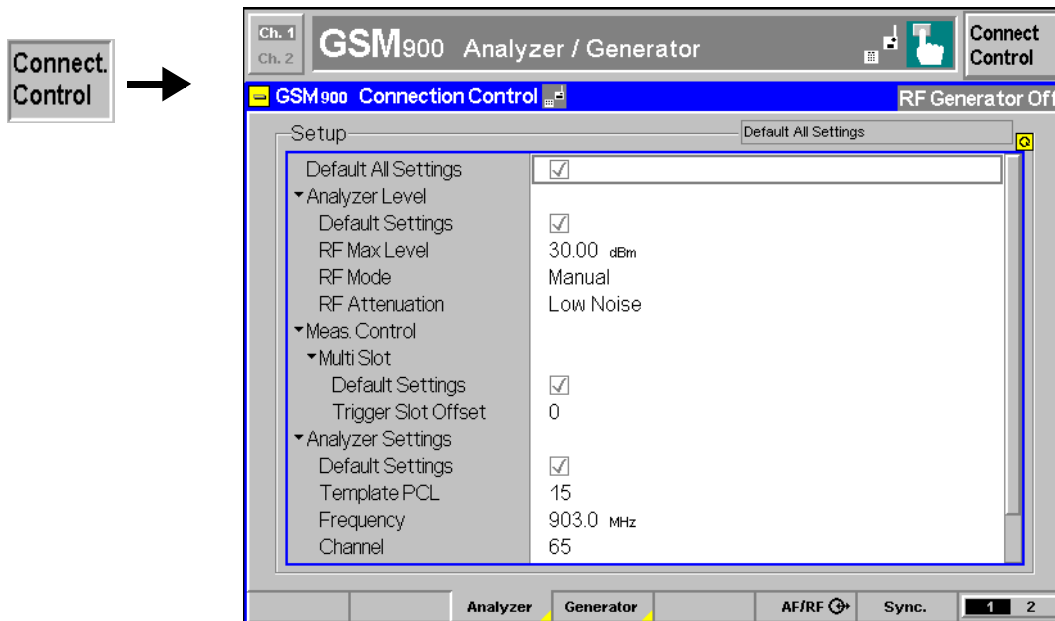 Connect.
Control
Ch. 1
Ch. 2
GSM900 Analyzer / Generator
Connect
Control
GSM900 Connection Control
RF Generator Off
Setup
Default All Settings
Default All Settings
Analyzer Level
Default Settings
RF Max Level 30.00 dBm
RF Mode Manual
RF Attenuation Low Noise
Meas. Control
Multi Slot
Default Settings
Trigger Slot Offset 0
Analyzer Settings
Default Settings
Template PCL 15
Frequency 903.0 MHz
Channel 65
Analyzer Generator AF/RF Sync. 1 2